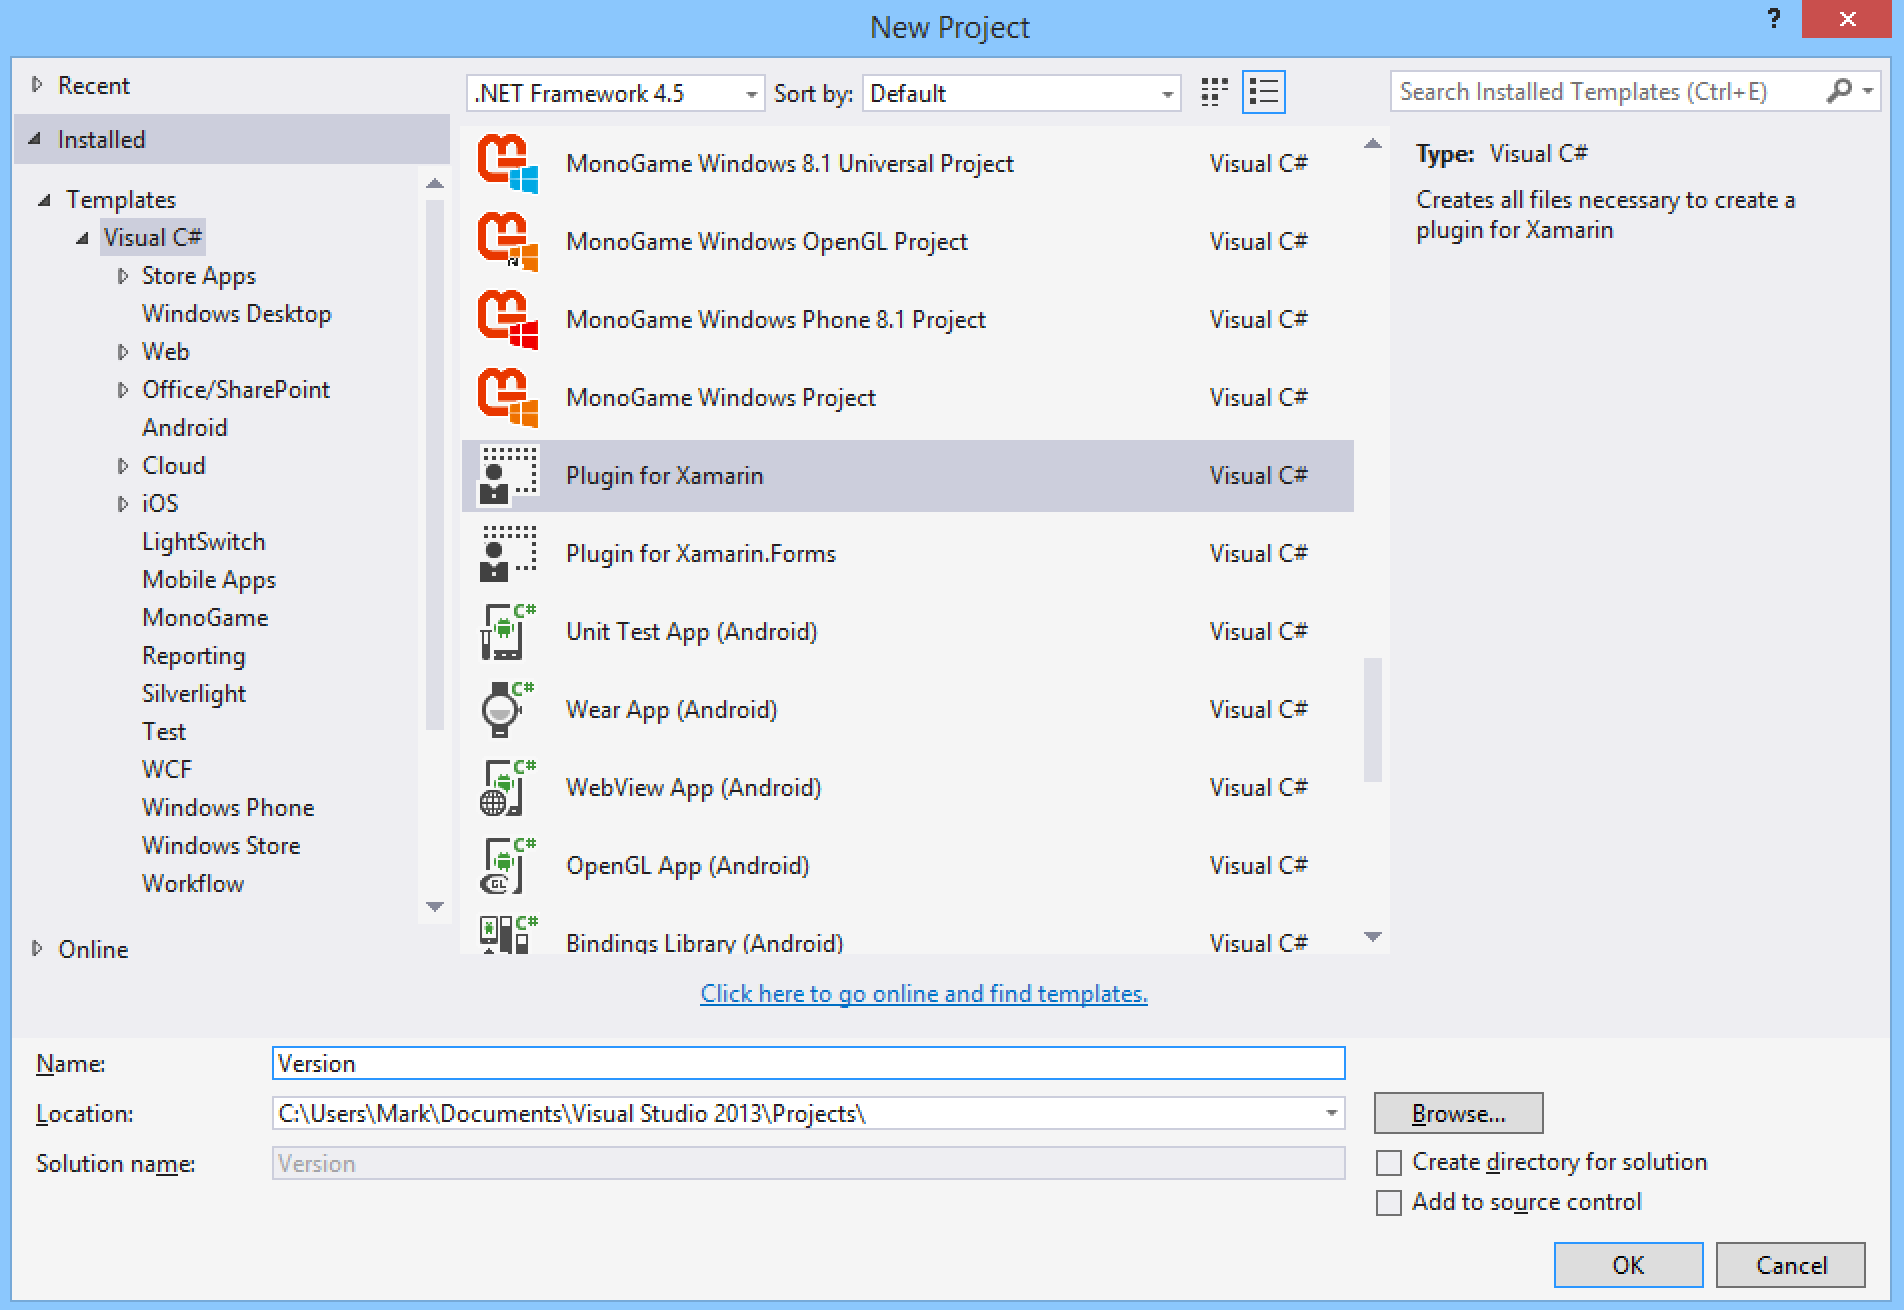 New Project
?
Recent
Installed
Templates
Visual C#
Store Apps
Windows Desktop
Web
Office/SharePoint
Android
Cloud
iOS
LightSwitch
Mobile Apps
MonoGame
Reporting
Silverlight
Test
WCF
Windows Phone
Windows Store
Workflow
Online
.NET Framework 4.5 Sort by: Default
MonoGame Windows 8.1 Universal Project Visual C#
MonoGame Windows OpenGL Project Visual C#
MonoGame Windows Phone 8.1 Project Visual C#
MonoGame Windows Project Visual C#
Plugin for Xamarin Visual C#
Plugin for Xamarin.Forms Visual C#
C# Unit Test App (Android) Visual C#
C# Wear App (Android) Visual C#
C# WebView App (Android) Visual C#
C# GL OpenGL App (Android) Visual C#
C# Bindings Library (Android) Visual C#
Click here to go online and find templates.
Search Installed Templates (Ctrl+E)
Type: Visual C#
Creates all files necessary to create a
plugin for Xamarin
Name: Version
Location: C:\Users\Mark\Documents\Visual Studio 2013\Projects\ Browse...
Solution name: Version
Create directory for solution
Add to source control
OK Cancel